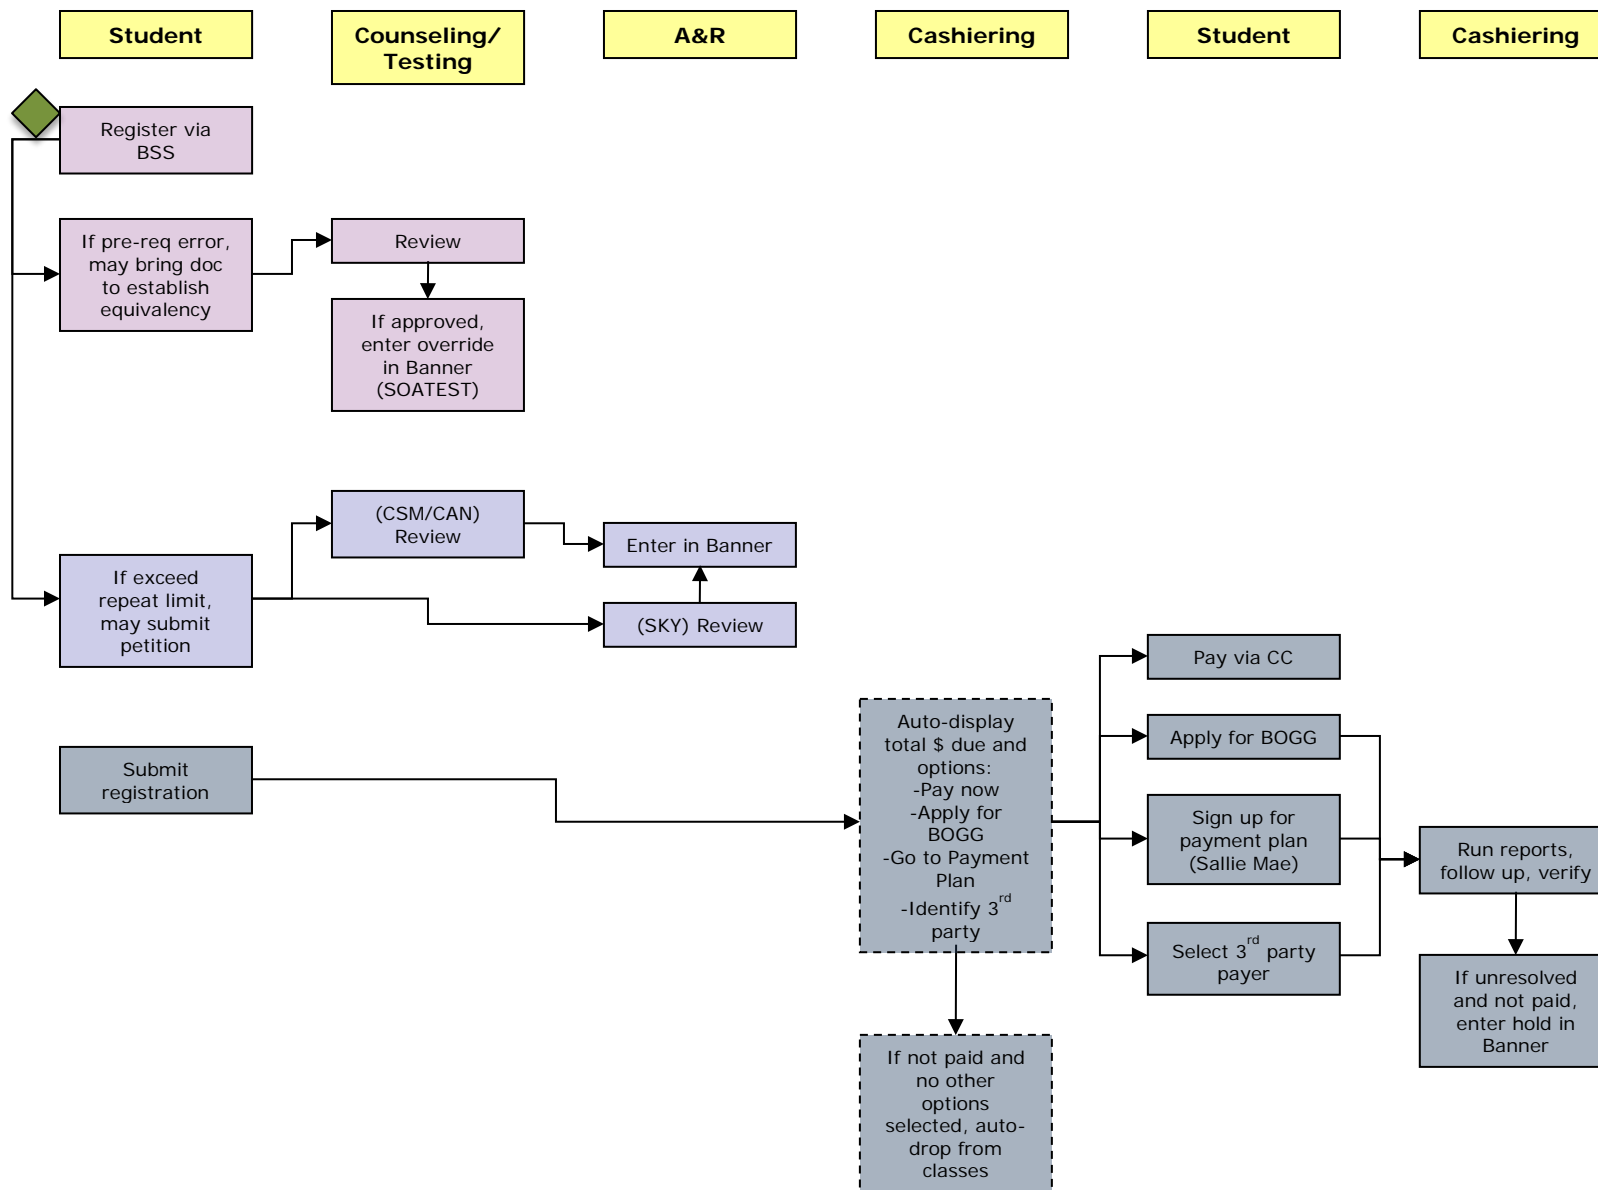 Student
Counseling/
Testing
A&R
Cashiering
Student
Cashiering
Register via
BSS
If pre-req error,
may bring doc
to establish
equivalency
Review
If approved,
enter override
in Banner
(SOATEST)
(CSM/CAN)
Review
Enter in Banner
If exceed
repeat limit,
may submit
petition
(SKY) Review
Submit
registration
Auto-display
total $ due and
options:
-Pay now
-Apply for
BOGG
-Go to Payment
Plan
-Identify 3rd
party
If not paid and
no other
options
selected, auto-
drop from
classes
Pay via CC
Apply for BOGG
Sign up for
payment plan
(Sallie Mae)
Select 3rd party
payer
Run reports,
follow up, verify
If unresolved
and not paid,
enter hold in
Banner